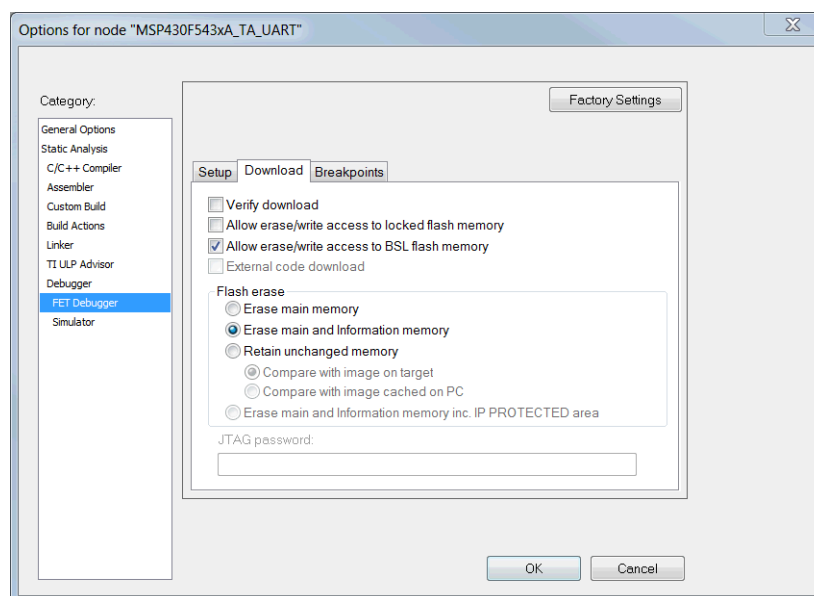 Options for node "MSP430F543xA_TA_UART"
Category:
General Options
Static Analysis
C/C++ Compiler
Assembler
Custom Build
Build Actions
Linker
TI ULP Advisor
Debugger
FET Debugger
Simulator
Factory Settings
Setup Download Breakpoints
Verify download
Allow erase/write access to locked flash memory
Allow erase/write access to BSL flash memory
External code download
Flash erase
Erase main memory
Erase main and Information memory
Retain unchanged memory
Compare with image on target
Compare with image cached on PC
Erase main and Information memory inc. IP PROTECTED area
JTAG password:
OK Cancel